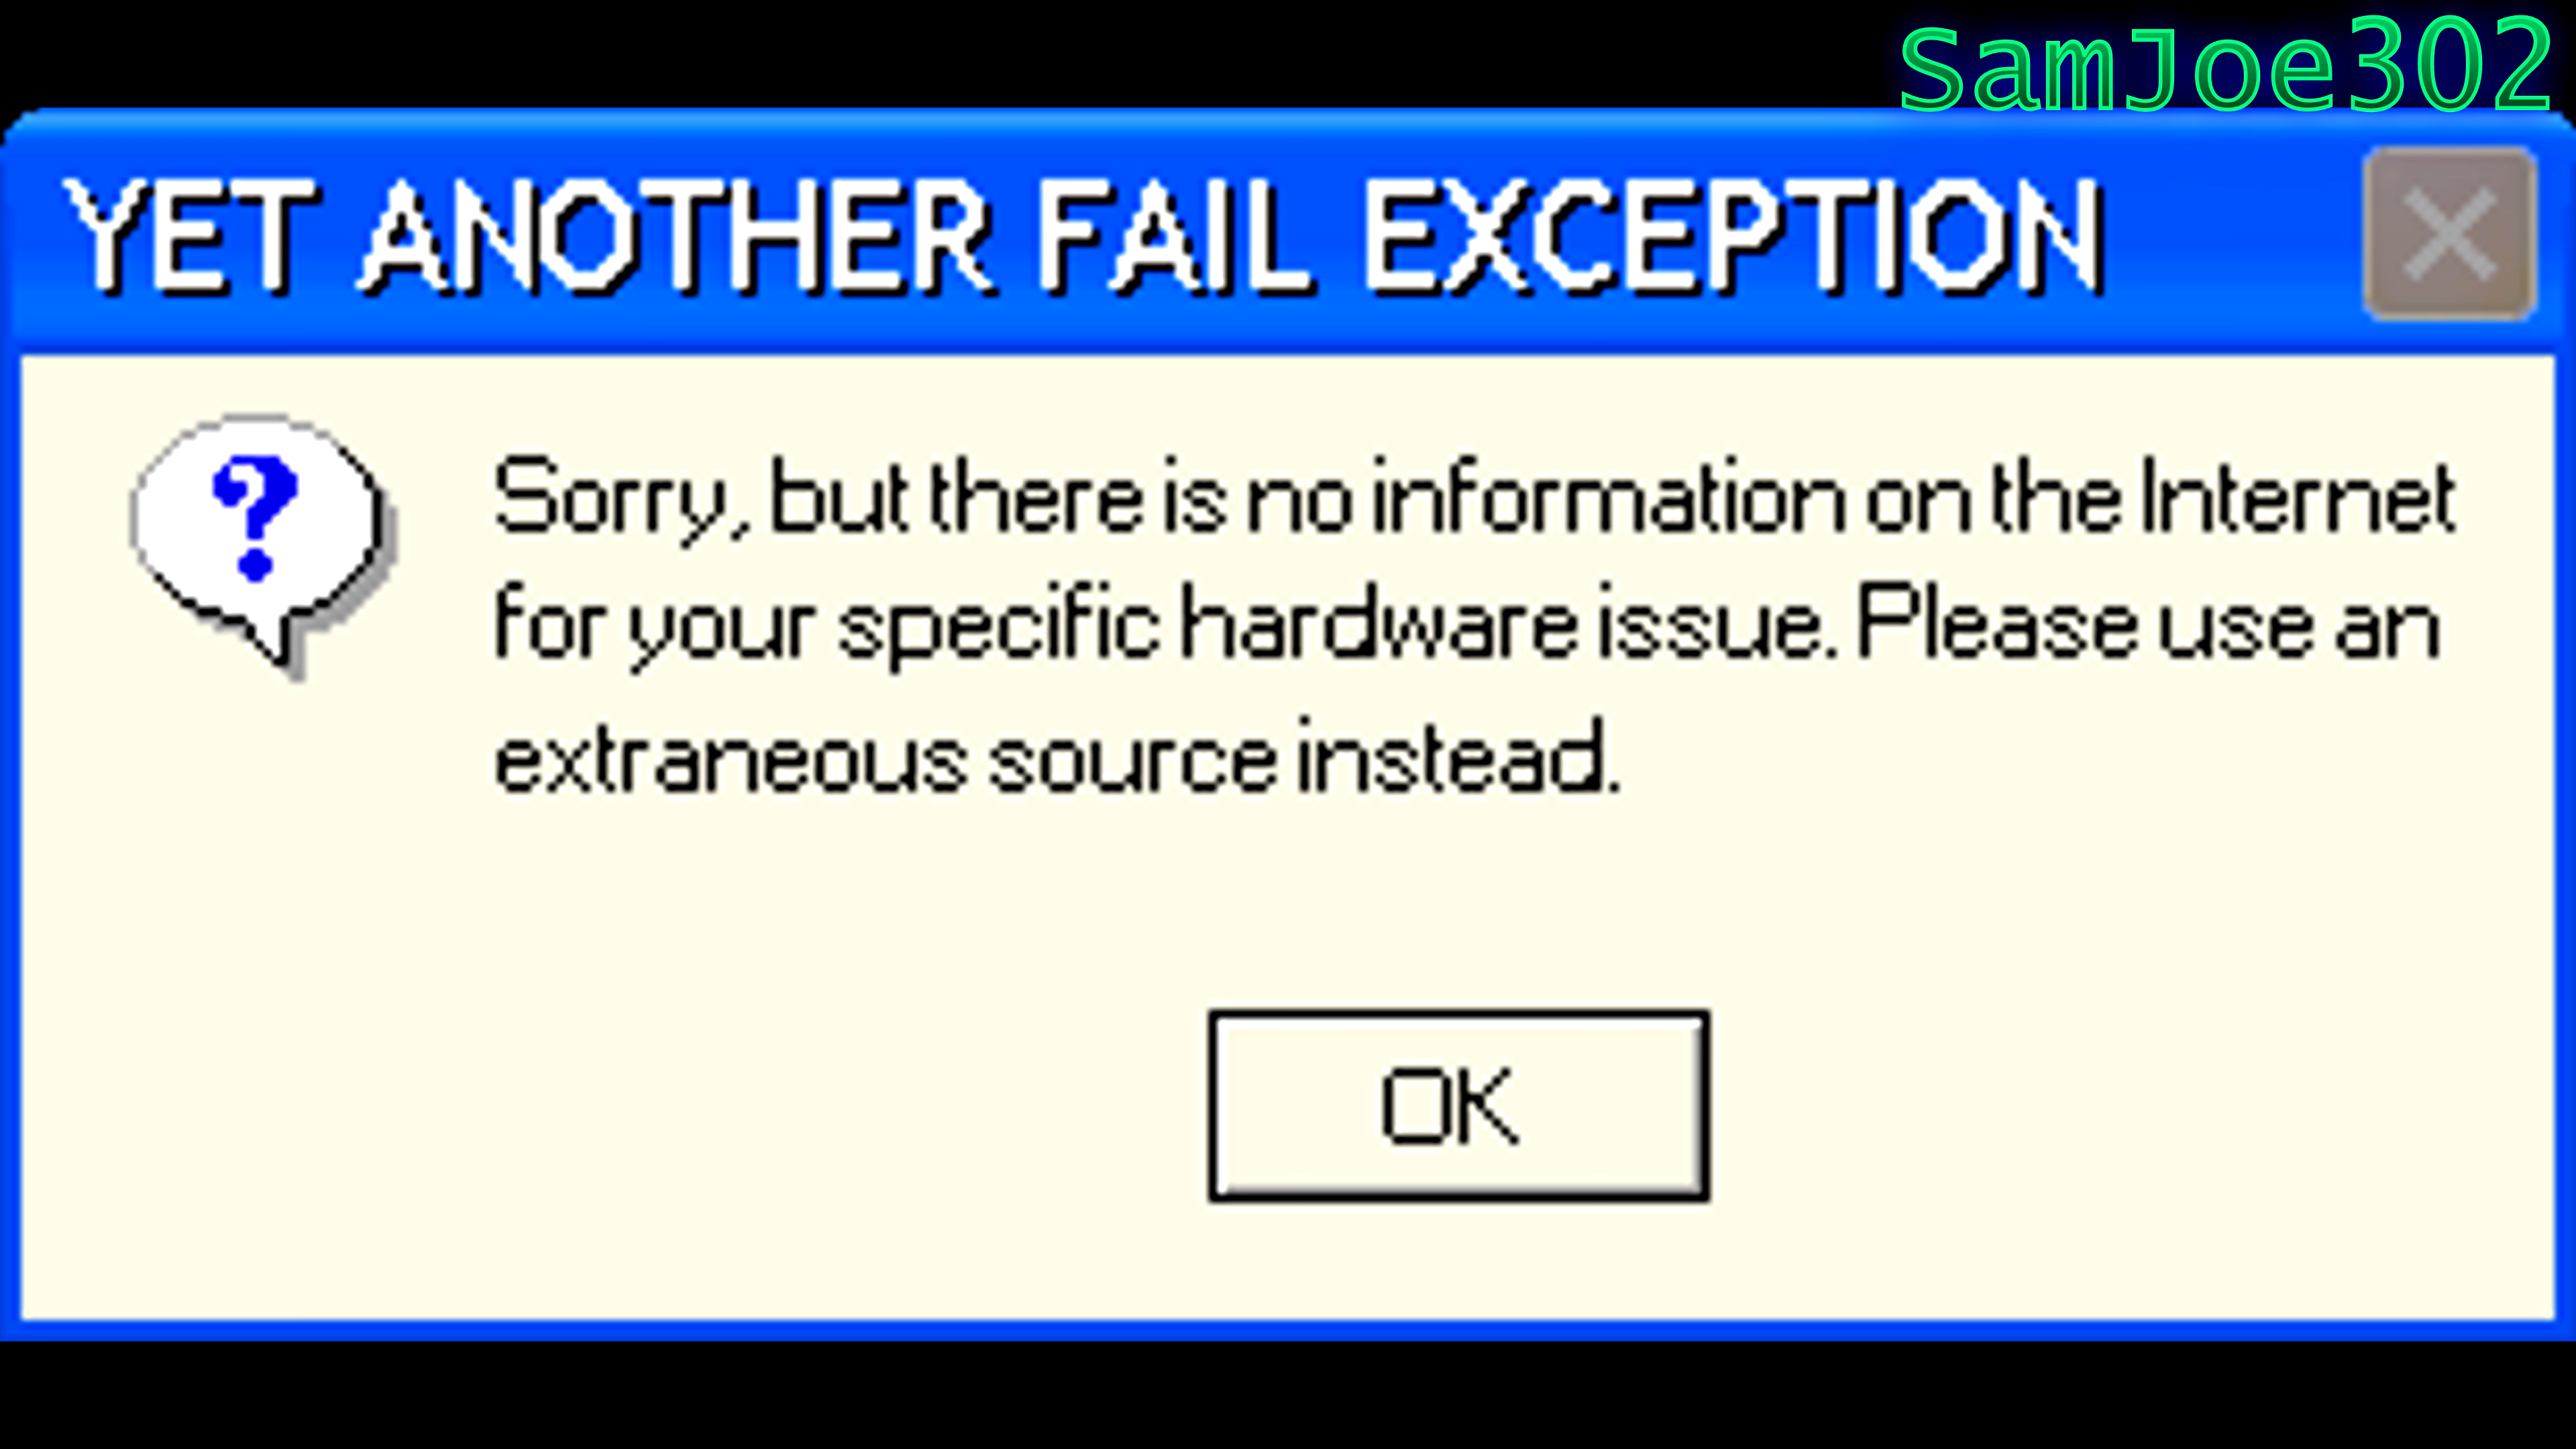 SamJoe302
YET ANOTHER FAIL EXCEPTION
?
Sorry, but there is no information on the Internet
for your specific hardware issue. Please use an
extraneous source instead.
OK